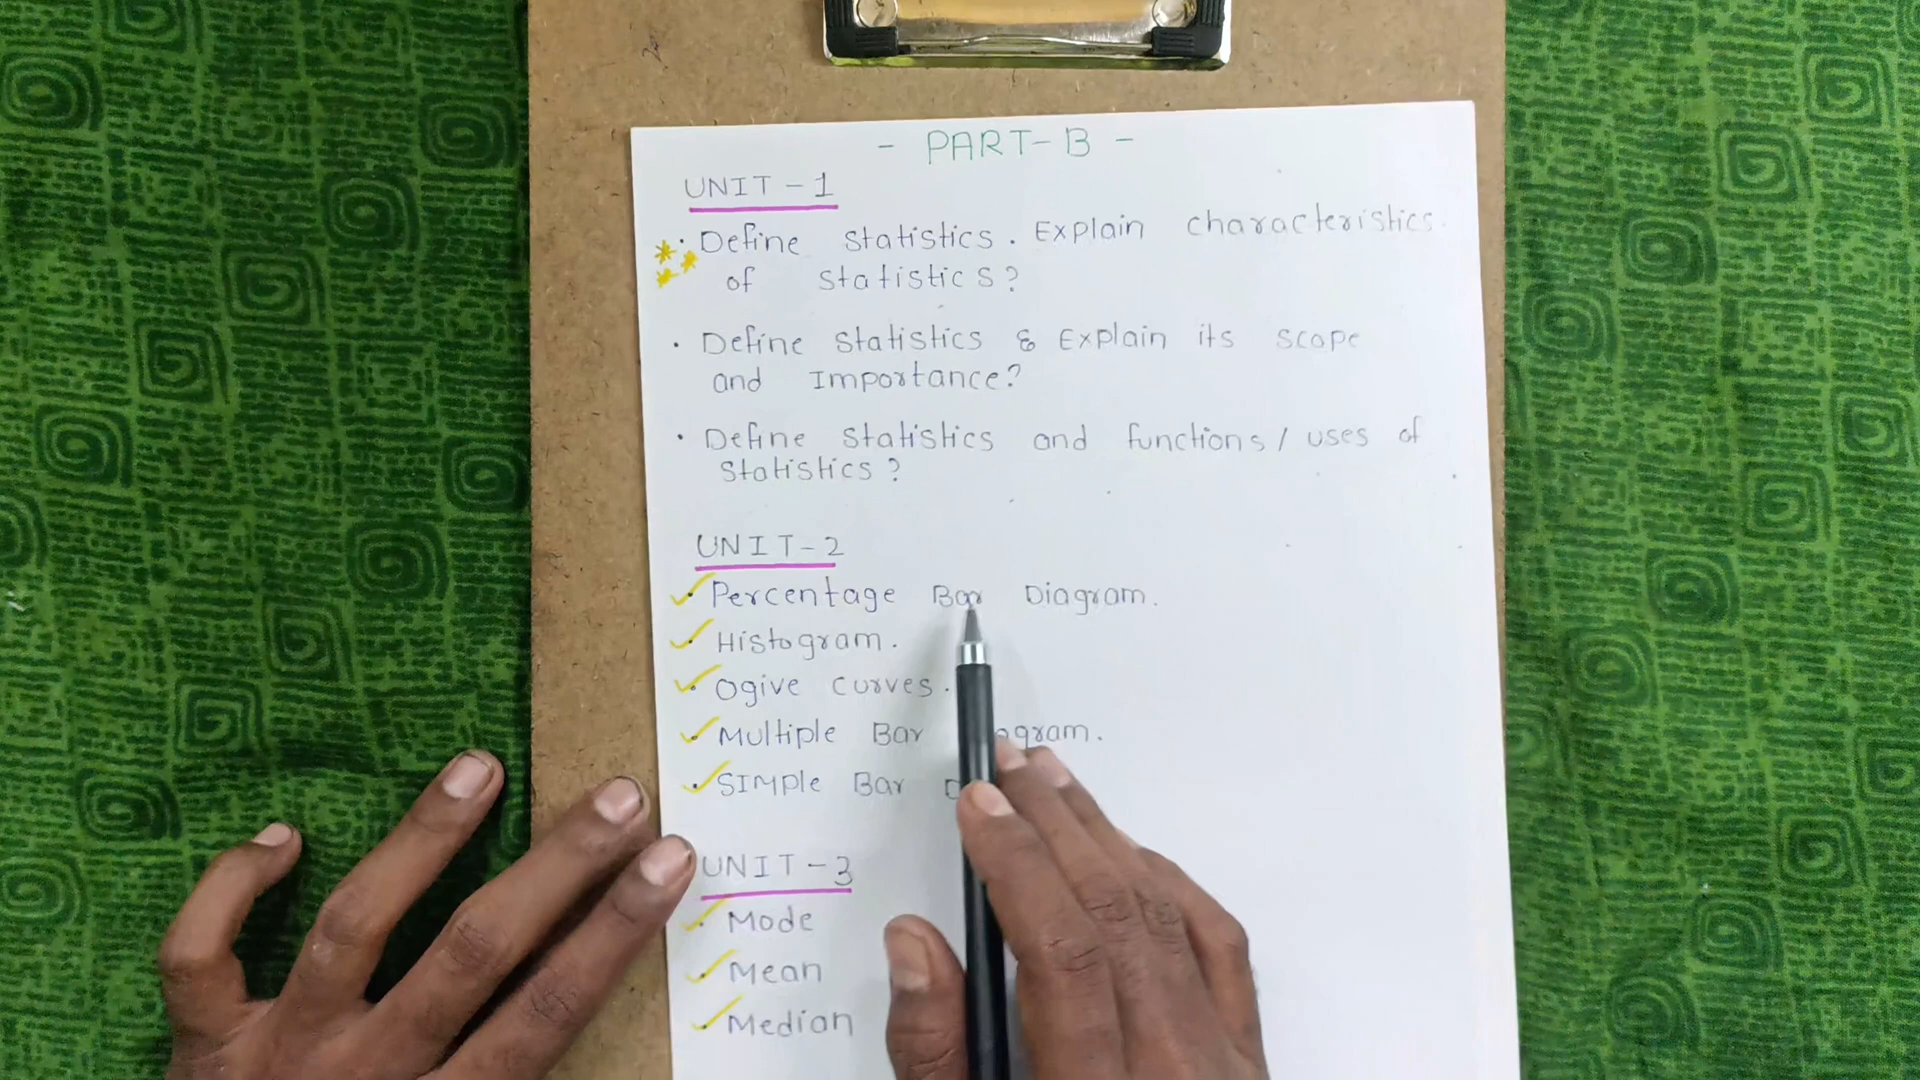 - PART-B -
UNIT-1
• Define statistics. Explain characteristics.
of statistics?
• Define statistics & Explain its scope
and Importance?
• Define statistics and functions/uses of
statistics?
UNIT-2
• Percentage Bar Diagram.
• Histogram.
• Ogive curves.
• Multiple Bar
• Simple Bar
UNIT-3
• Mode
• Mean
• Median